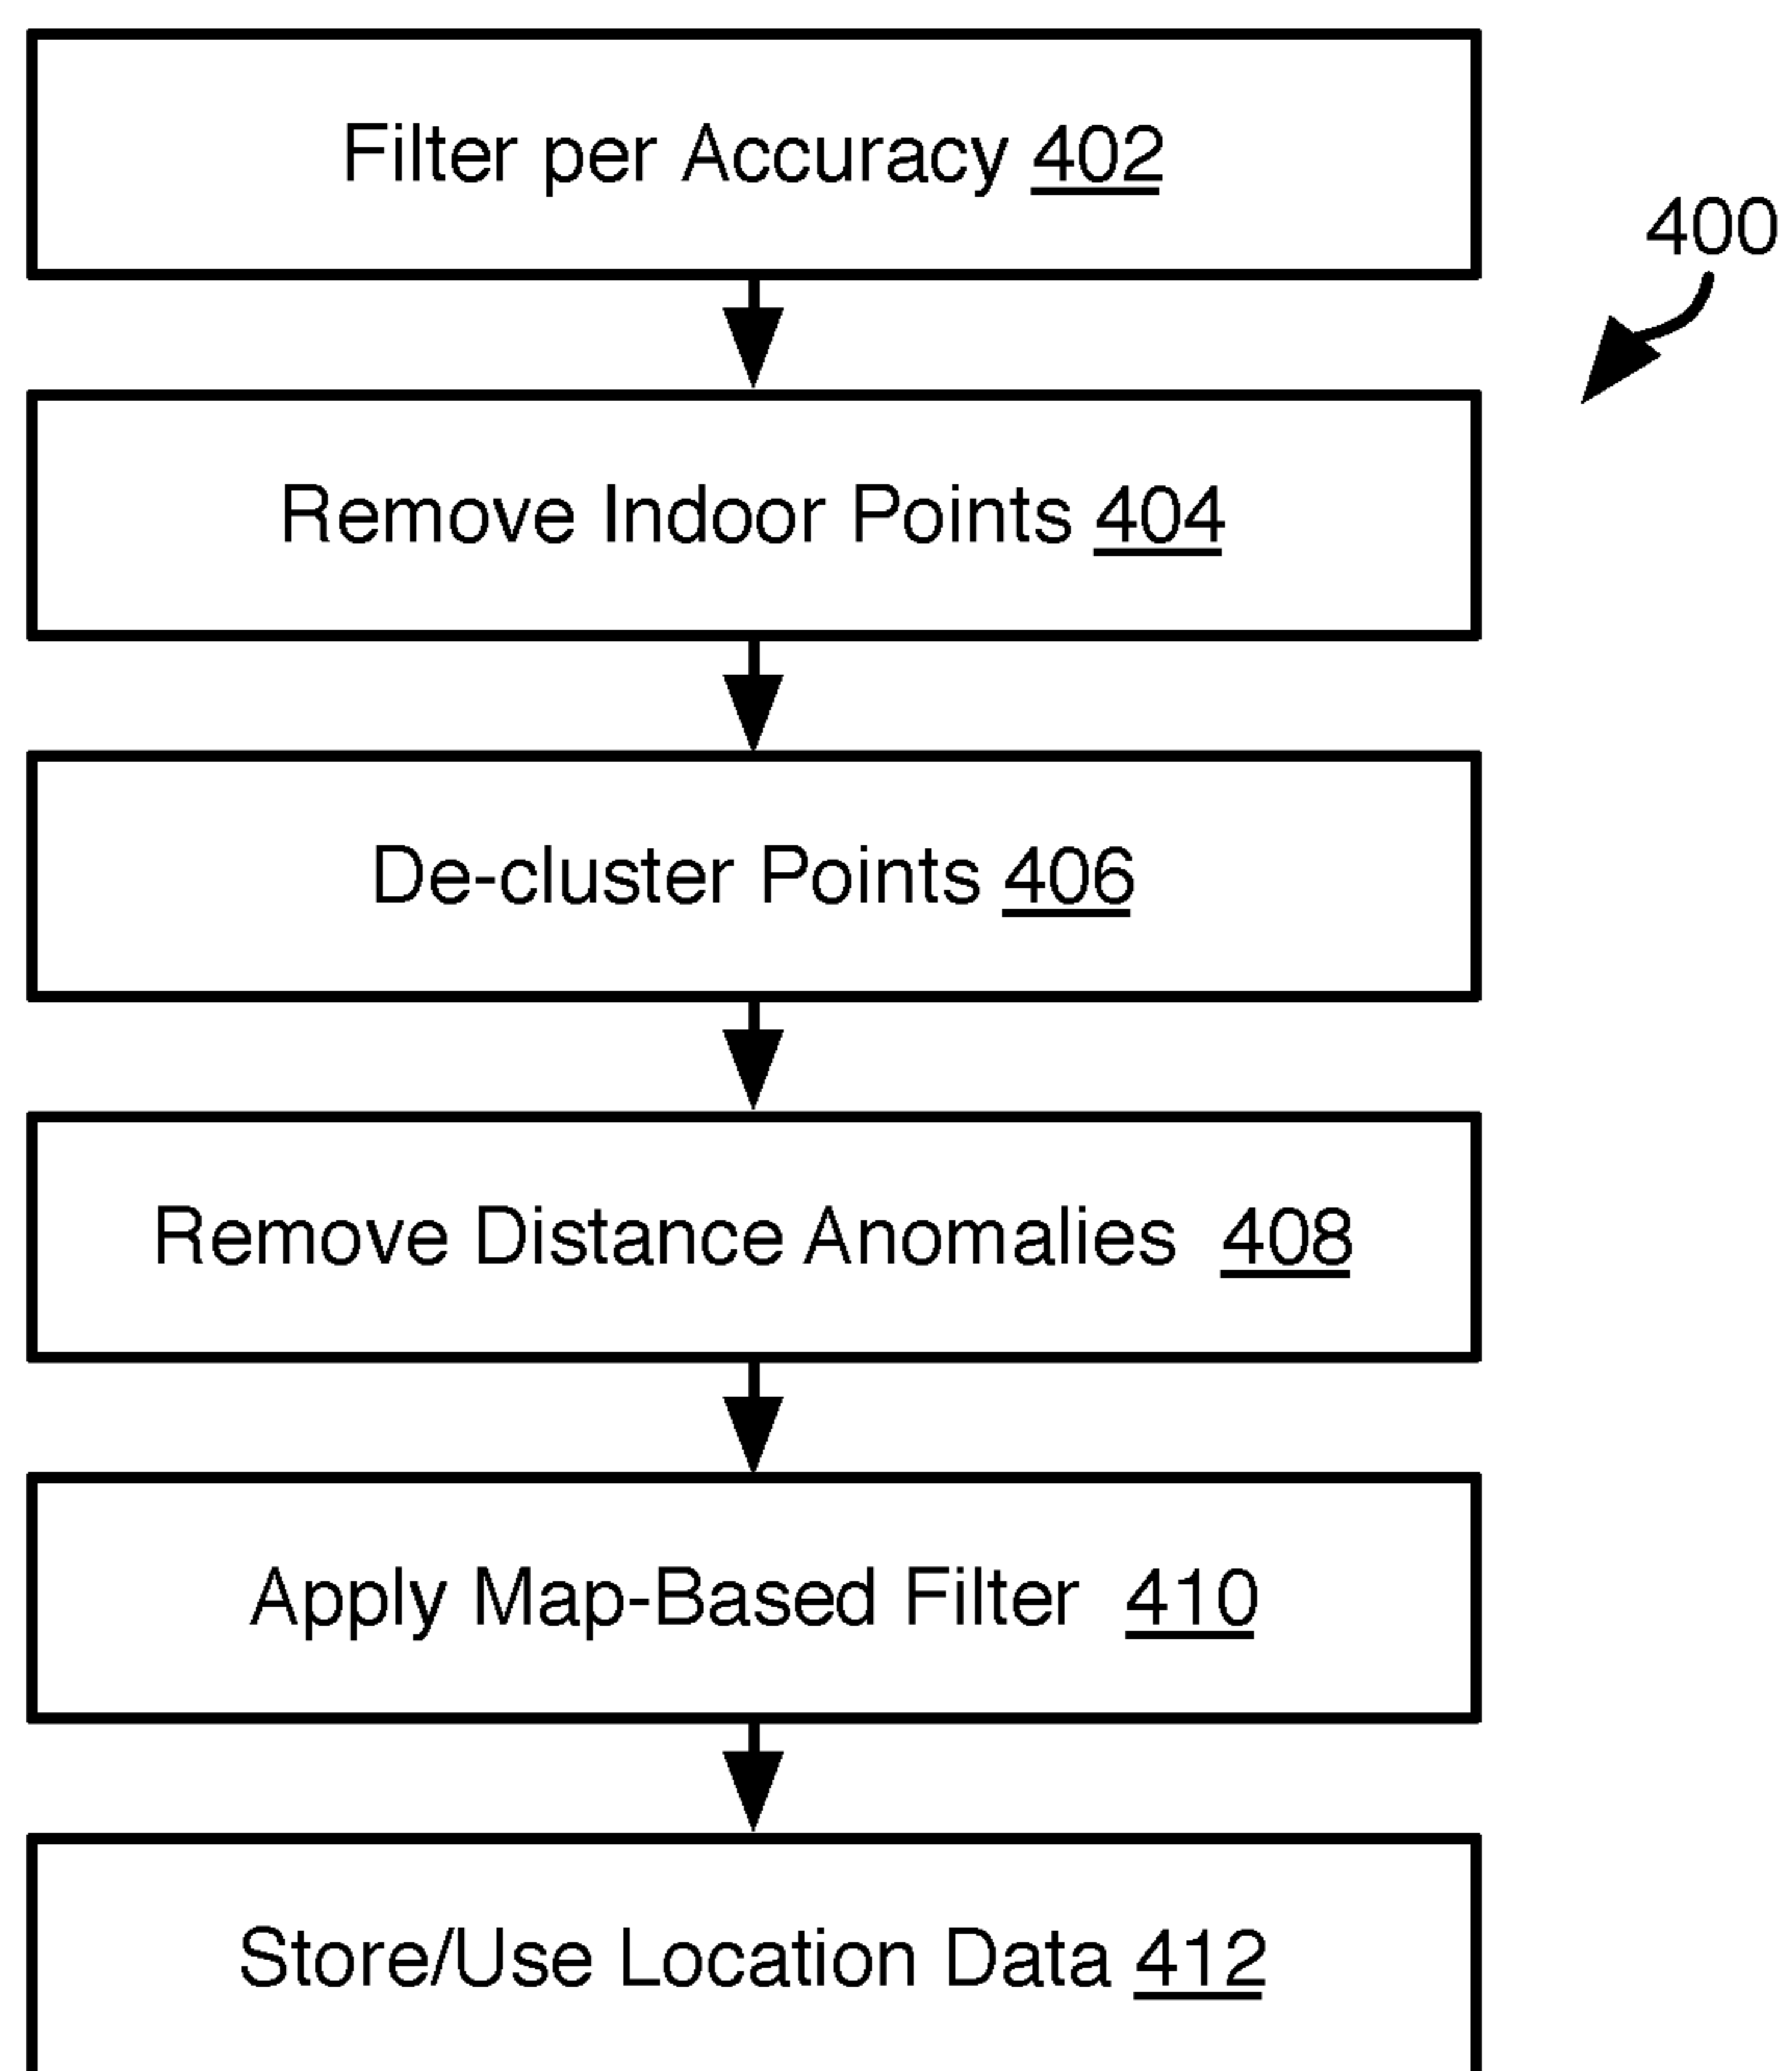 Filter per Accuracy 402
400
Remove Indoor Points 404
De-cluster Points 406
Remove Distance Anomalies 408
Apply Map-Based Filter 410
Store/Use Location Data 412